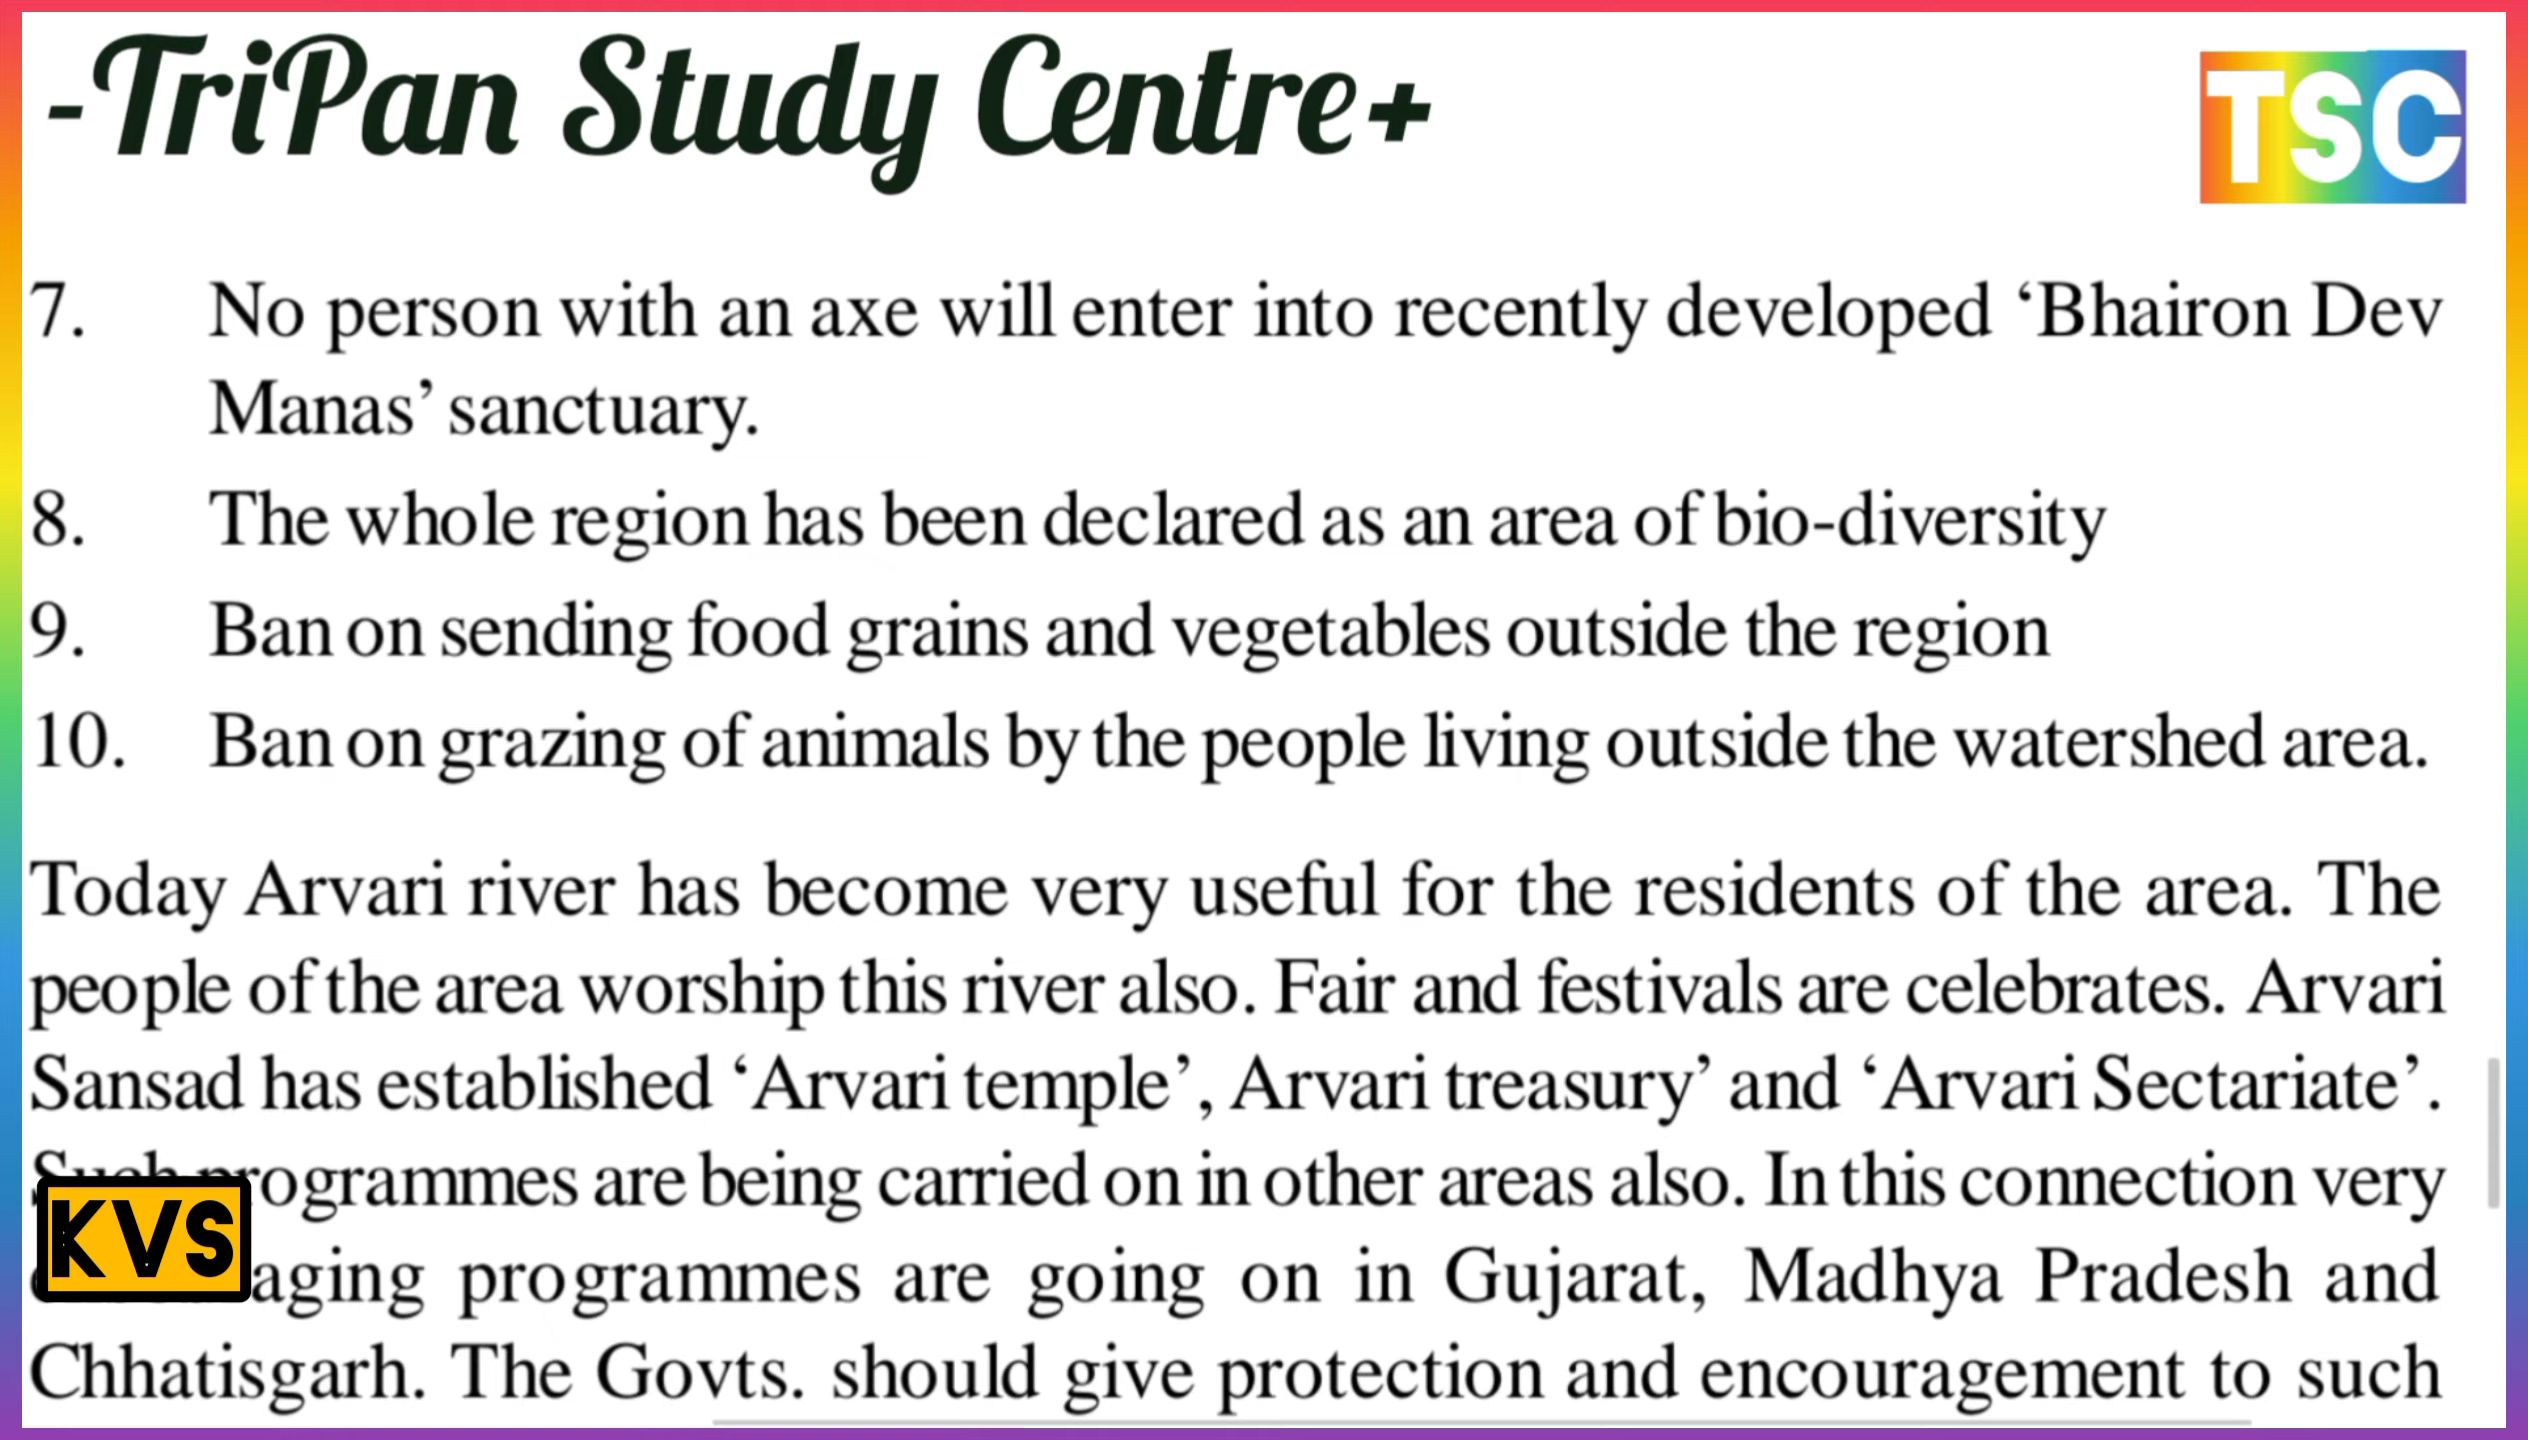 -TriPan Study Centre+
TSC
7. No person with an axe will enter into recently developed ‘Bhairon Dev
Manas’ sanctuary.
8. The whole region has been declared as an area of bio-diversity
9. Ban on sending food grains and vegetables outside the region
10. Ban on grazing of animals by the people living outside the watershed area.
Today Arvari river has become very useful for the residents of the area. The
people of the area worship this river also. Fair and festivals are celebrates. Arvari
Sansad has established ‘Arvari temple’, Arvari treasury’ and ‘Arvari Sectariate’.
Such programmes are being carried on in other areas also. In this connection very
KVS
aging programmes are going on in Gujarat, Madhya Pradesh and
Chhatisgarh. The Govts. should give protection and encouragement to such